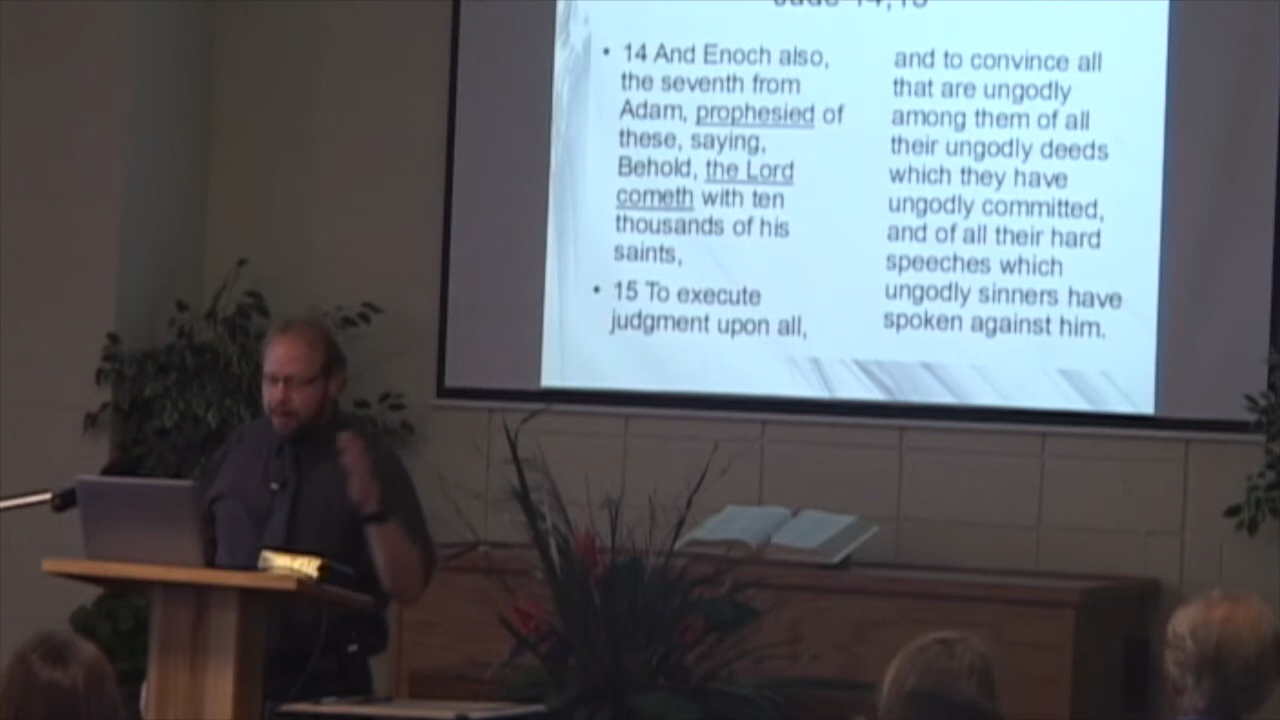 Jude 14,15
• 14 And Enoch also,
the seventh from
Adam, prophesied of
these, saying,
Behold, the Lord
cometh with ten
thousands of his
saints,
• 15 To execute
judgment upon all,
and to convince all
that are ungodly
among them of all
their ungodly deeds
which they have
ungodly committed,
and of all their hard
speeches which
ungodly sinners have
spoken against him.